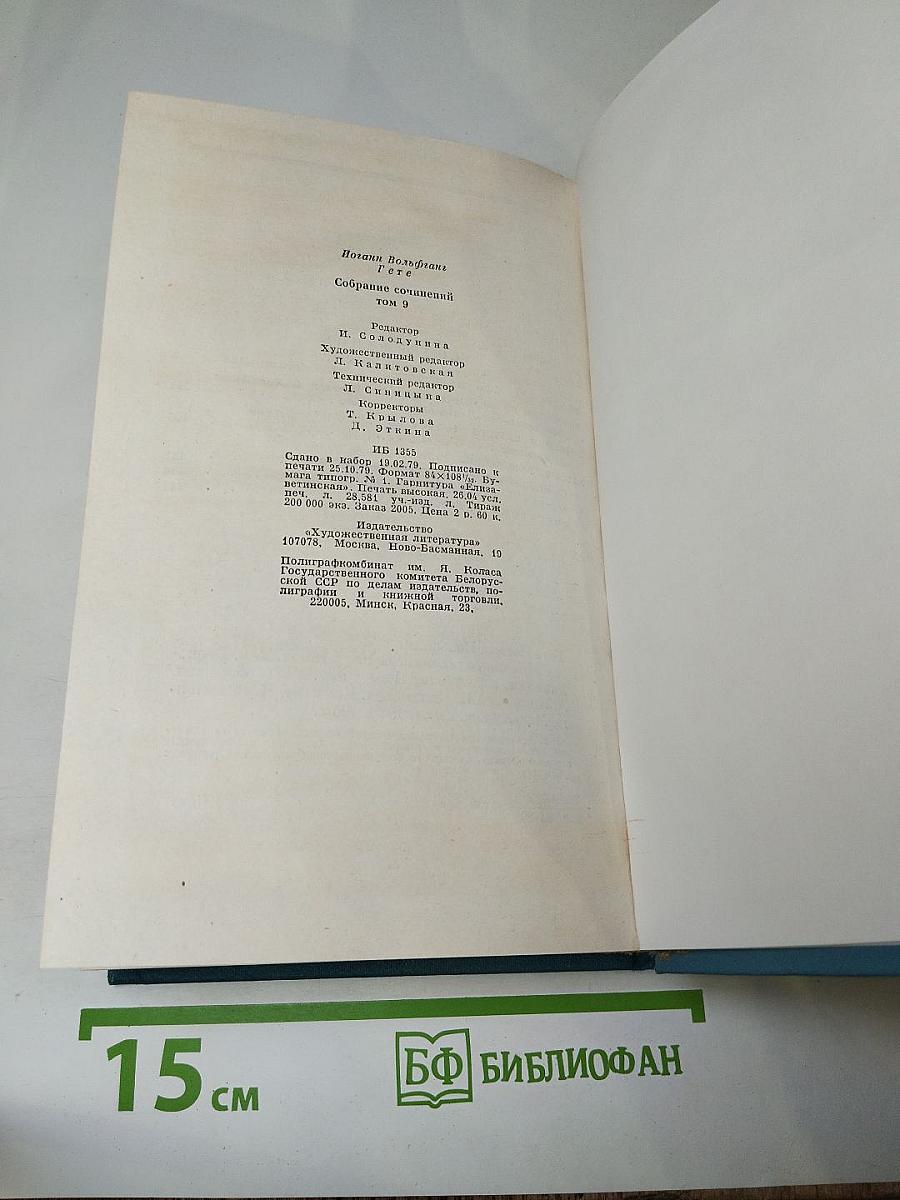 Иоганн Вольфганг
Гете
Собрание сочинений
том 9
Редактор
И. Солодунина
Художественный редактор
Л. Калитовская
Технический редактор
Л. Синицына
Корректоры
Т. Крылова
Д. Эткина
ИБ 1355
Сдано в набор 19.02.79. Подписано к
печати 25.10.79. Формат 84×108¹/₃₂. Бу-
мага типогр. № 1. Гарнитура «Елиза-
ветинская». Печать высокая. 26,04 усл.
печ. л. 28,581 уч.-изд. л. Тираж
200 000 экз. Заказ 2005. Цена 2 р. 60 к.
Издательство
«Художественная литература»
107078, Москва, Ново-Басманная, 19
Полиграфкомбинат им. Я. Коласа
Государственного комитета Белорус-
ской ССР по делам издательств, по-
лиграфии и книжной торговли.
220005, Минск, Красная, 23.
15 см
БФ БИБЛИОФАН